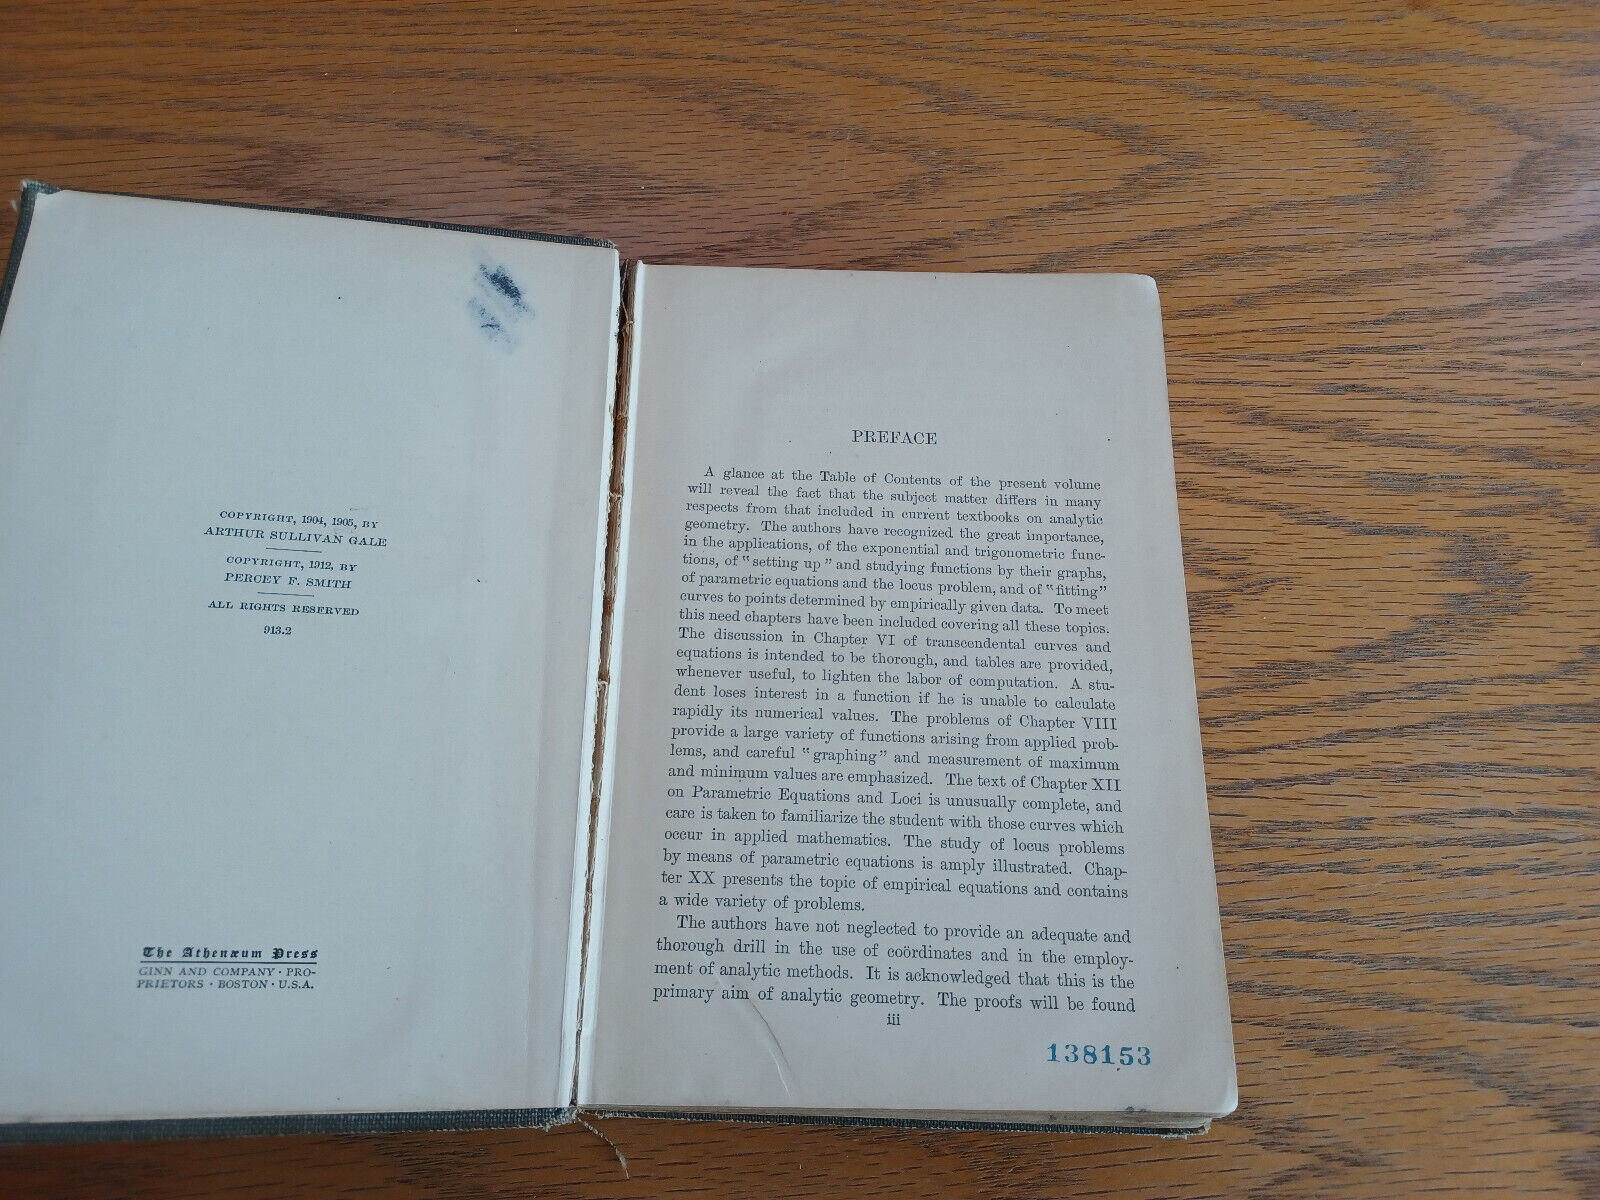 COPYRIGHT, 1904, 1905, BY
ARTHUR SULLIVAN GALE
COPYRIGHT, 1912, BY
PERCEY F. SMITH
ALL RIGHTS RESERVED
913.2
The Athenæum Press
GINN AND COMPANY · PRO-
PRIETORS · BOSTON · U.S.A.
PREFACE
A glance at the Table of Contents of the present volume
will reveal the fact that the subject matter differs in many
respects from that included in current textbooks on analytic
geometry. The authors have recognized the great importance,
in the applications, of the exponential and trigonometric func-
tions, of "setting up" and studying functions by their graphs,
of parametric equations and the locus problem, and of "fitting"
curves to points determined by empirically given data. To meet
this need chapters have been included covering all these topics.
The discussion in Chapter VI of transcendental curves and
equations is intended to be thorough, and tables are provided,
whenever useful, to lighten the labor of computation. A stu-
dent loses interest in a function if he is unable to calculate
rapidly its numerical values. The problems of Chapter VIII
provide a large variety of functions arising from applied prob-
lems, and careful "graphing" and measurement of maximum
and minimum values are emphasized. The text of Chapter XII
on Parametric Equations and Loci is unusually complete, and
care is taken to familiarize the student with those curves which
occur in applied mathematics. The study of locus problems
by means of parametric equations is amply illustrated. Chap-
ter XX presents the topic of empirical equations and contains
a wide variety of problems.
The authors have not neglected to provide an adequate and
thorough drill in the use of coördinates and in the employ-
ment of analytic methods. It is acknowledged that this is the
primary aim of analytic geometry. The proofs will be found
iii
138153